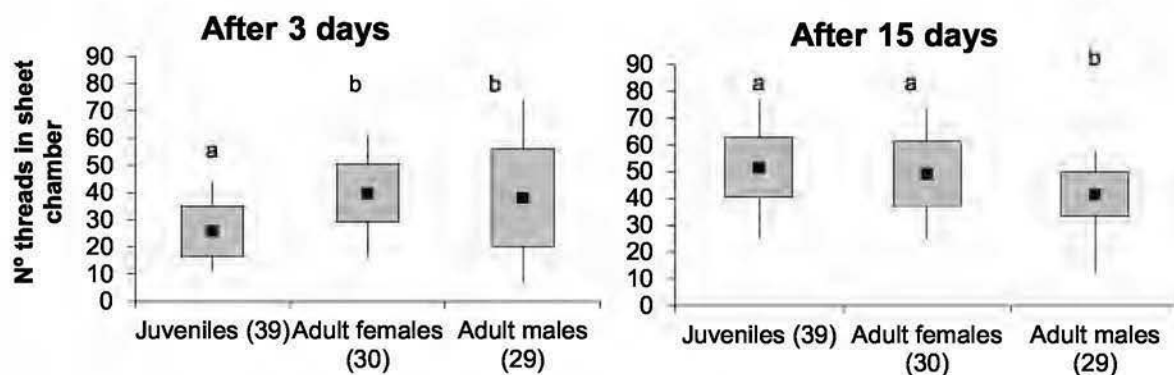 After 3 days
Nº threads in sheet
chamber
90
80
70
60
50
40
30
20
10
0
a
b
b
Juveniles (39)
Adult females
(30)
Adult males
(29)
After 15 days
90
80
70
60
50
40
30
20
10
0
a
a
b
Juveniles (39)
Adult females
(30)
Adult males
(29)